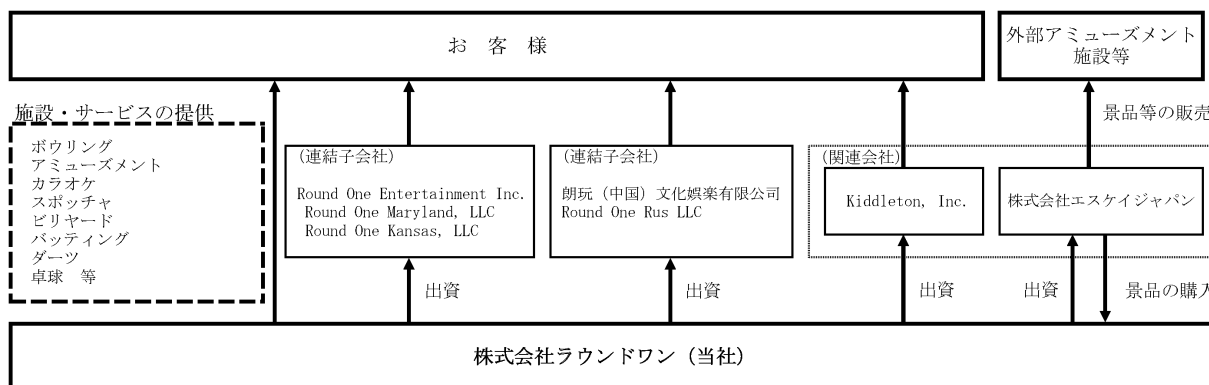 お 客 様
外部アミューズメント
施設等
施設・サービスの提供
景品等の販売
ボウリング
アミューズメント
カラオケ
スポッチャ
ビリヤード
バッティング
ダーツ
卓球 等
(連結子会社)
Round One Entertainment Inc.
Round One Maryland, LLC
Round One Kansas, LLC
(連結子会社)
朗玩（中国）文化娯楽有限公司
Round One Rus LLC
(関連会社)
Kiddleton, Inc.
株式会社エスケイジャパン
出資
出資
出資
出資
景品の購入
株式会社ラウンドワン（当社）